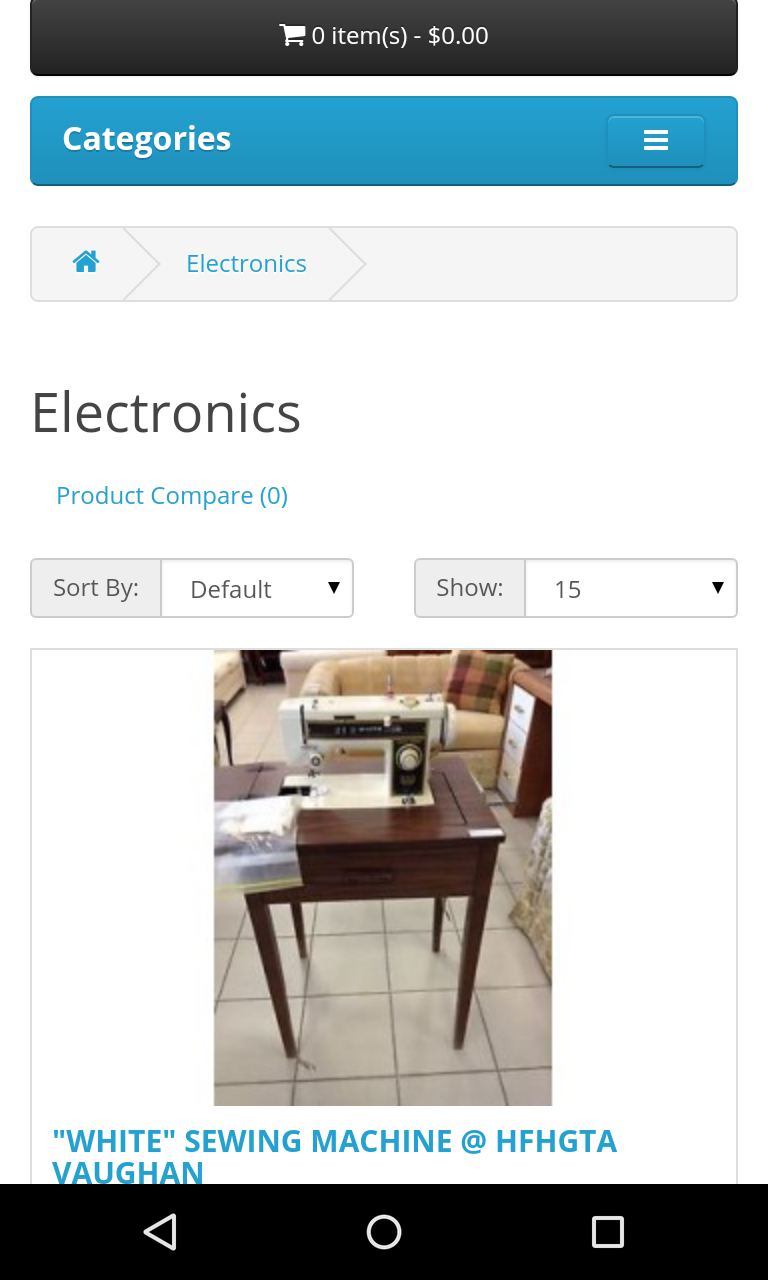 0 item(s) - $0.00
Categories
Electronics
Electronics
Product Compare (0)
Sort By: Default Show: 15
"WHITE" SEWING MACHINE @ HFHGTA
VAUGHAN